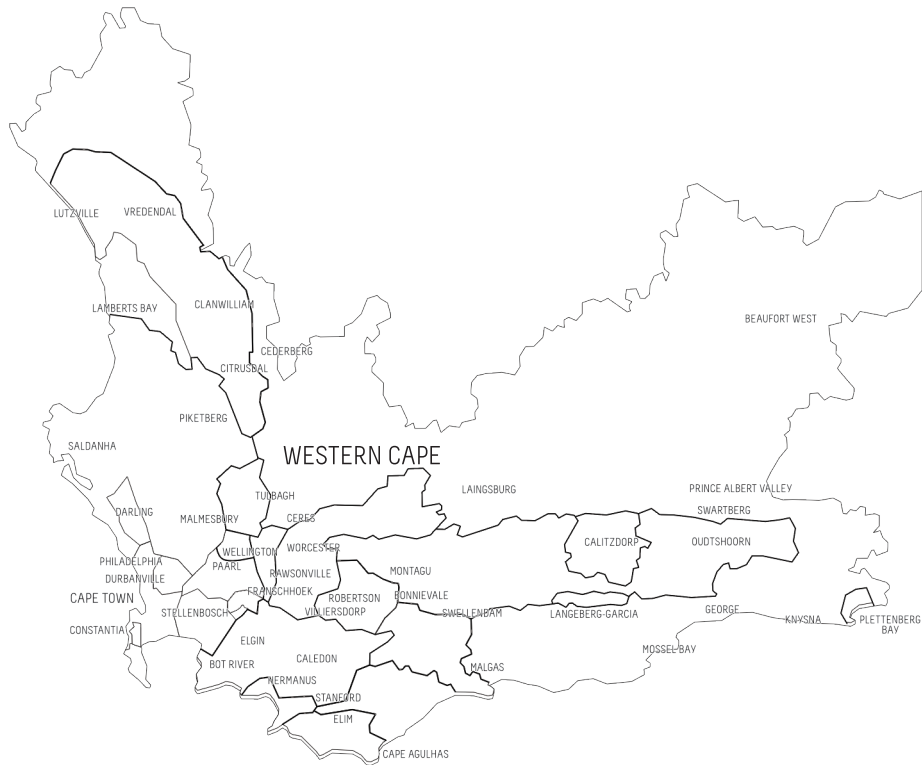 LUTZVILLE
VREDENDAL
LAMBERTS BAY
CLANWILLIAM
BEAUFORT WEST
CEDERBERG
CITRUSDAL
PIKETBERG
SALDANHA
WESTERN CAPE
LAINGSBURG
PRINCE ALBERT VALLEY
TULBAGH
SWARTBERG
DARLING
MALMESBURY
CERES
CALITZDORP
OUDTSHOORN
WELLINGTON
WORCESTER
PHILADELPHIA
PAARL
RAWSONVILLE
MONTAGU
DURBANVILLE
FRANSCHHOEK
BONNIEVALE
CAPE TOWN
ROBERTSON
STELLENBOSCH
VILLIERSDORP
SWELLENDAM
LANGEBERG-GARCIA
GEORGE
KNYSNA
PLETTENBERG
BAY
CONSTANTIA
ELGIN
MOSSEL BAY
BOT RIVER
CALEDON
MALGAS
HERMANUS
STANFORD
ELIM
CAPE AGULHAS